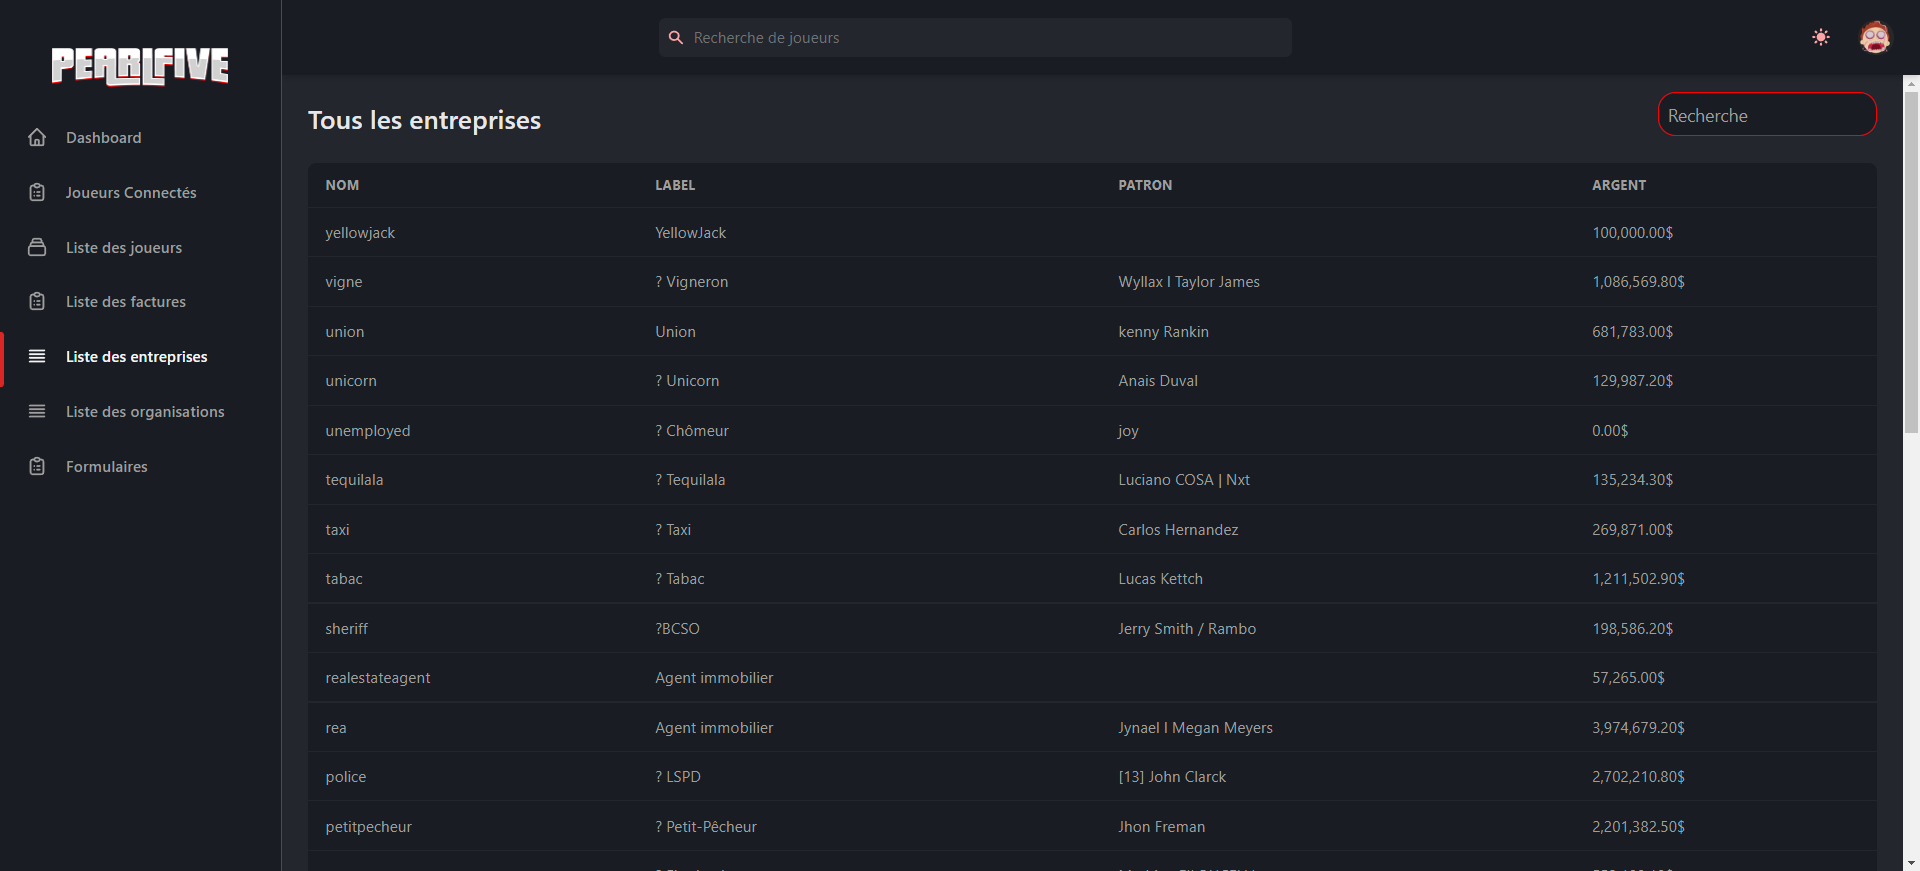 PEARLFIVE
Recherche de joueurs
Dashboard
Joueurs Connectés
Liste des joueurs
Liste des factures
Liste des entreprises
Liste des organisations
Formulaires
Tous les entreprises
Recherche
NOM LABEL PATRON ARGENT
yellowjack YellowJack 100,000.00$
vigne ? Vigneron Wyllax I Taylor James 1,086,569.80$
union Union kenny Rankin 681,783.00$
unicorn ? Unicorn Anais Duval 129,987.20$
unemployed ? Chômeur joy 0.00$
tequilala ? Tequilala Luciano COSA | Nxt 135,234.30$
taxi ? Taxi Carlos Hernandez 269,871.00$
tabac ? Tabac Lucas Kettch 1,211,502.90$
sheriff ?BCSO Jerry Smith / Rambo 198,586.20$
realestateagent Agent immobilier 57,265.00$
rea Agent immobilier Jynael I Megan Meyers 3,974,679.20$
police ? LSPD [13] John Clarck 2,702,210.80$
petitpecheur ? Petit-Pêcheur Jhon Freman 2,201,382.50$